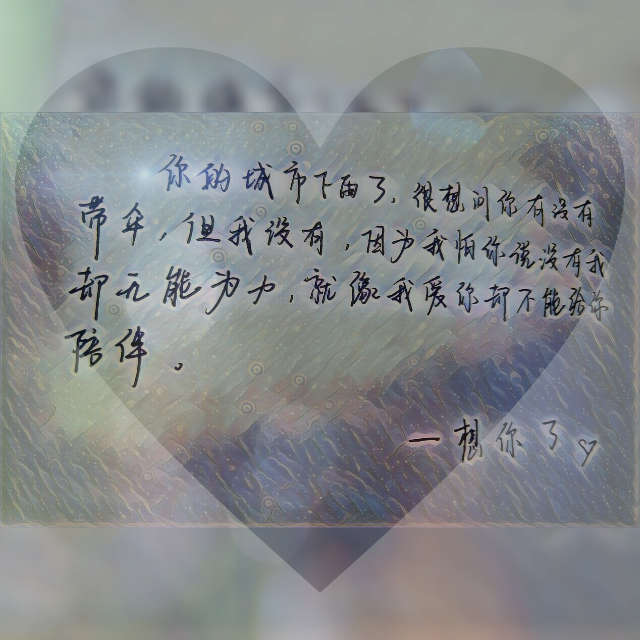 你的城市下雨了,很想问你有没有
带伞,但我没有,因为我怕你说没有我
却无能为力,就像我爱你却不能给你
陪伴。
一想你了♡